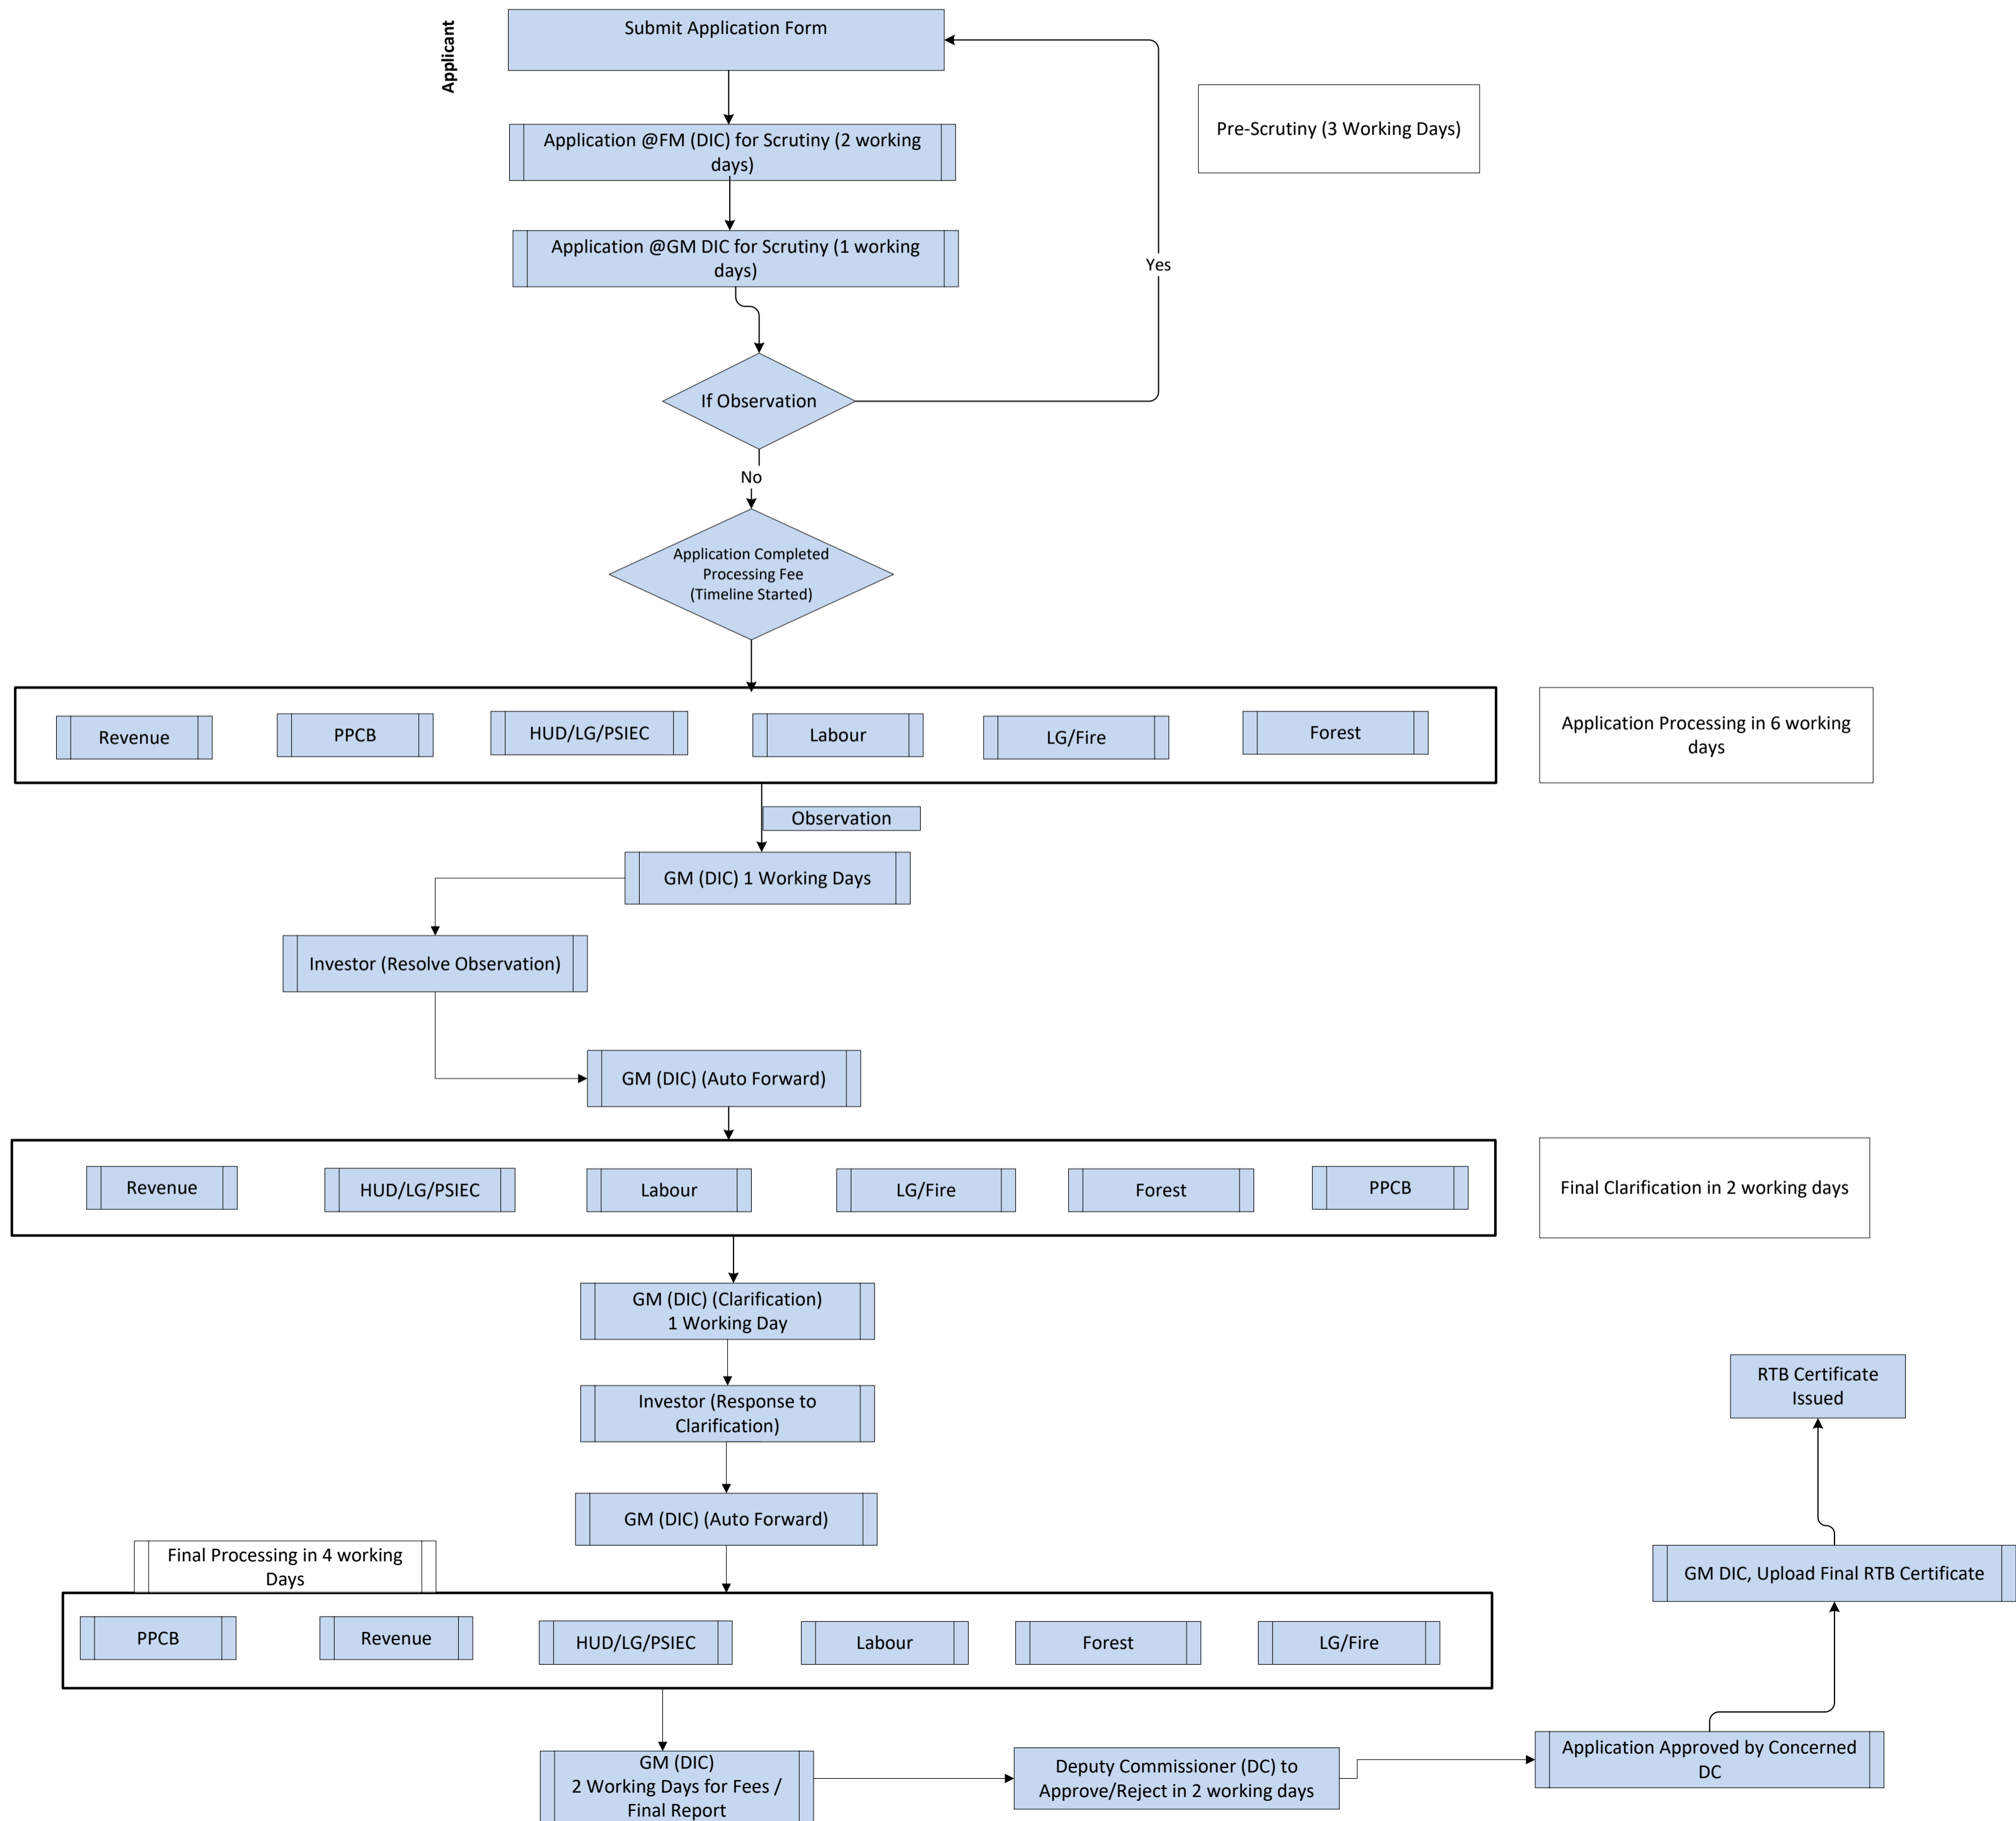 Applicant
Submit Application Form
Pre-Scrutiny (3 Working Days)
Application @FM (DIC) for Scrutiny (2 working
days)
Application @GM DIC for Scrutiny (1 working
days)
Yes
If Observation
No
Application Completed
Processing Fee
(Timeline Started)
Revenue
PPCB
HUD/LG/PSIEC
Labour
LG/Fire
Forest
Application Processing in 6 working
days
Observation
GM (DIC) 1 Working Days
Investor (Resolve Observation)
GM (DIC) (Auto Forward)
Revenue
HUD/LG/PSIEC
Labour
LG/Fire
Forest
PPCB
Final Clarification in 2 working days
GM (DIC) (Clarification)
1 Working Day
Investor (Response to
Clarification)
GM (DIC) (Auto Forward)
Final Processing in 4 working
Days
PPCB
Revenue
HUD/LG/PSIEC
Labour
Forest
LG/Fire
GM (DIC)
2 Working Days for Fees /
Final Report
Deputy Commissioner (DC) to
Approve/Reject in 2 working days
Application Approved by Concerned
DC
GM DIC, Upload Final RTB Certificate
RTB Certificate
Issued